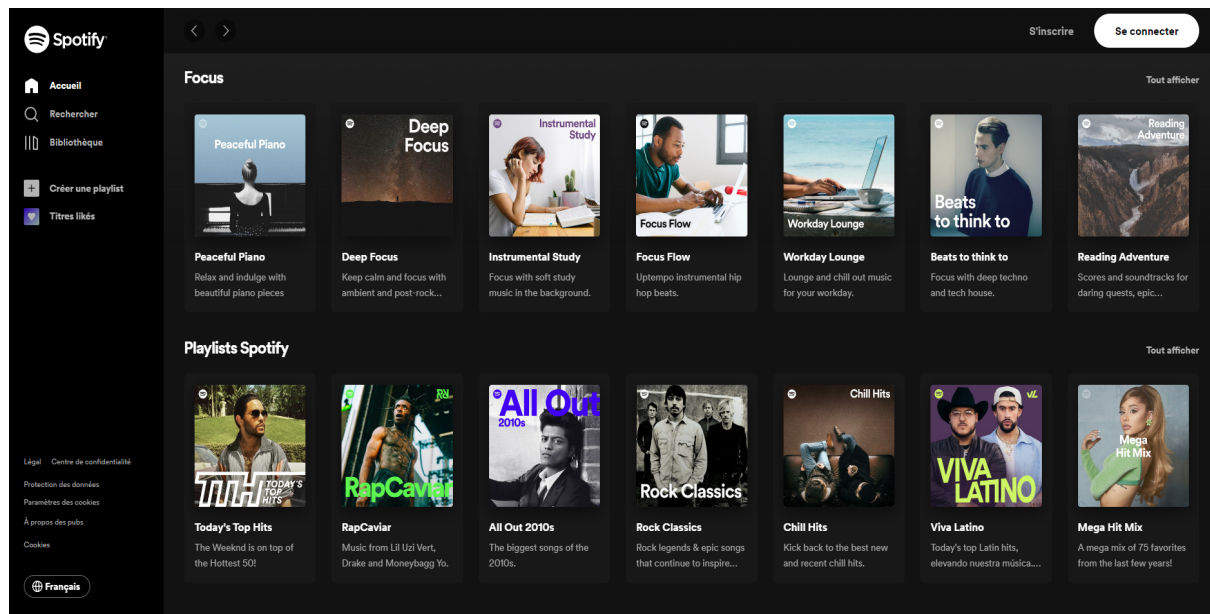 Spotify
S'inscrire
Se connecter
Accueil
Rechercher
Bibliothèque
Créer une playlist
Titres likés
Légal
Centre de confidentialité
Protection des données
Paramètres des cookies
À propos des pubs
Cookies
Français
Focus
Tout afficher
Peaceful Piano
Deep
Focus
Instrumental
Study
Focus Flow
Workday Lounge
Beats
to think to
Reading
Adventure
Peaceful Piano
Relax and indulge with
beautiful piano pieces
Deep Focus
Keep calm and focus with
ambient and post-rock...
Instrumental Study
Focus with soft study
music in the background.
Focus Flow
Uptempo instrumental hip
hop beats.
Workday Lounge
Lounge and chill out music
for your workday.
Beats to think to
Focus with deep techno
and tech house.
Reading Adventure
Scores and soundtracks for
daring quests, epic...
Playlists Spotify
Tout afficher
TTH
TODAY'S
TOP
HITS
RapCaviar
All Out
2010s
Rock Classics
Chill Hits
VL
VIVA
LATINO
Mega
Hit Mix
Today's Top Hits
The Weeknd is on top of
the Hottest 50!
RapCaviar
Music from Lil Uzi Vert,
Drake and Moneybagg Yo.
All Out 2010s
The biggest songs of the
2010s.
Rock Classics
Rock legends & epic songs
that continue to inspire...
Chill Hits
Kick back to the best new
and recent chill hits.
Viva Latino
Today's top Latin hits,
elevando nuestra música....
Mega Hit Mix
A mega mix of 75 favorites
from the last few years!